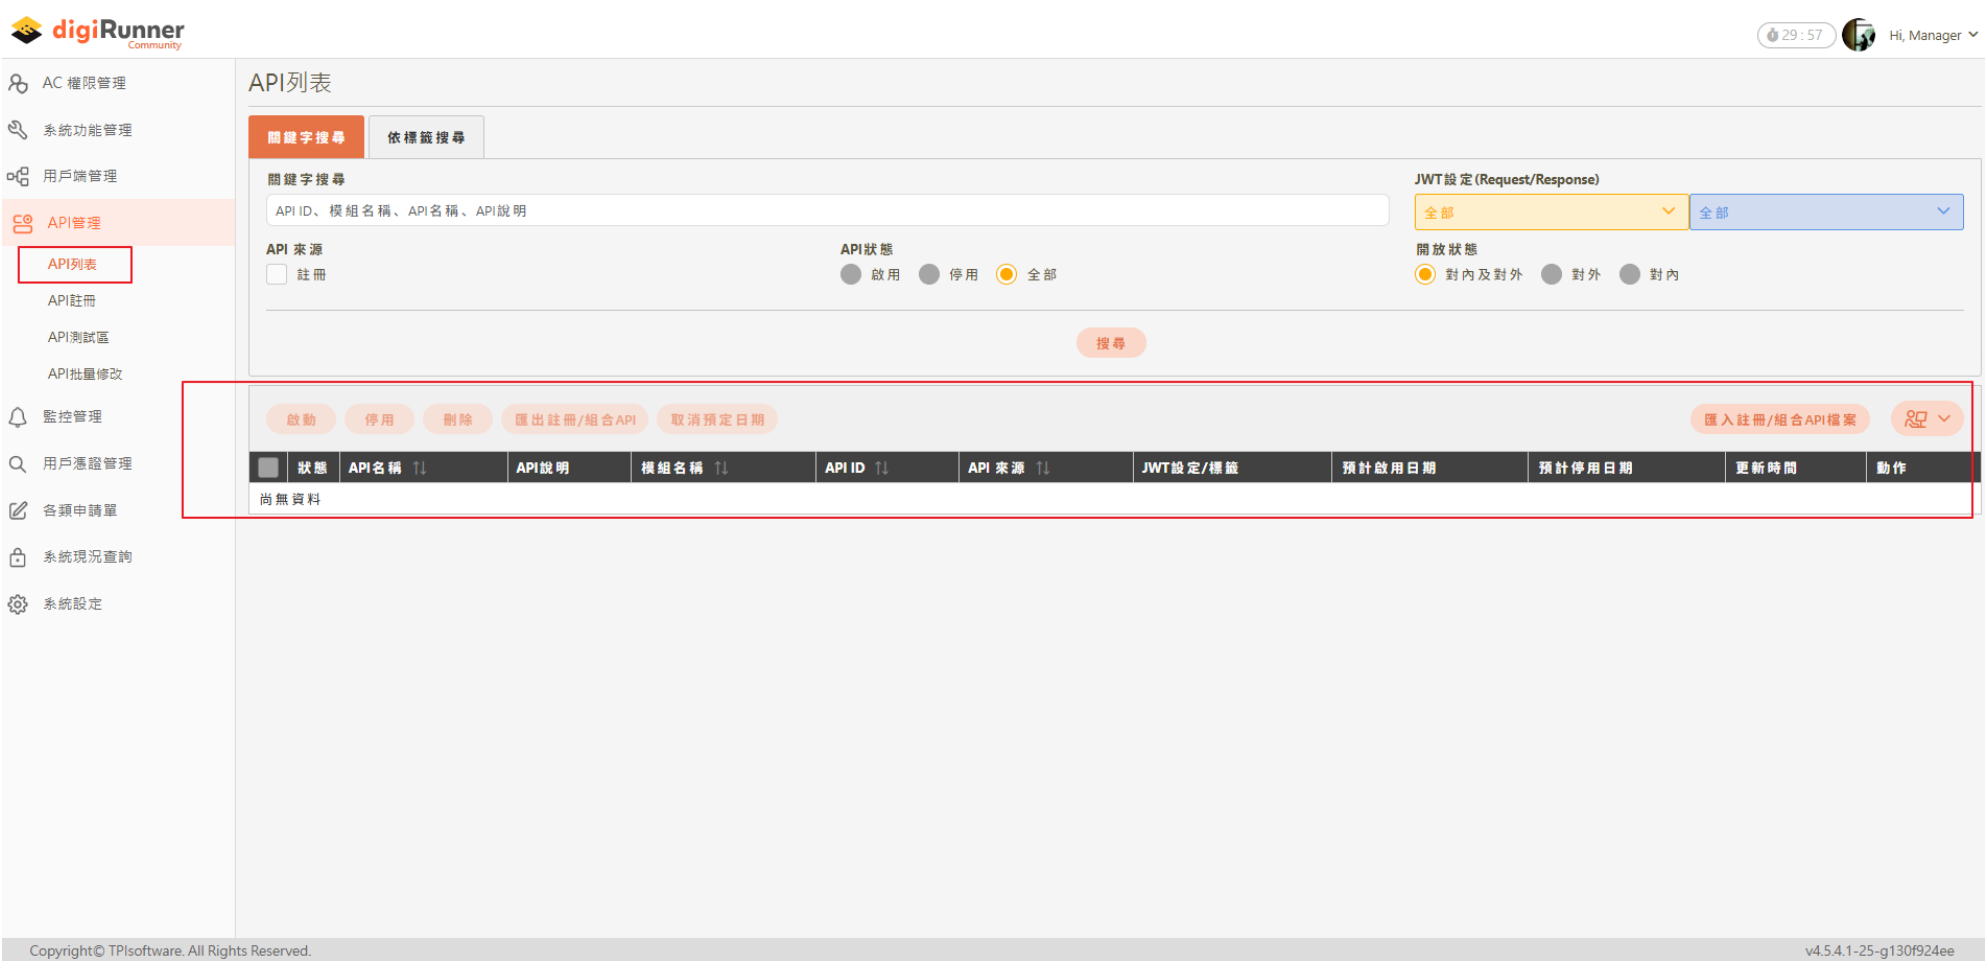 digiRunner
Community
29 : 57
Hi, Manager
AC 權限管理
系統功能管理
用戶端管理
API管理
API列表
API註冊
API測試區
API批量修改
監控管理
用戶憑證管理
各類申請單
系統現況查詢
系統設定
API列表
關鍵字搜尋 依標籤搜尋
關鍵字搜尋 JWT設定(Request/Response)
API ID、模組名稱、API名稱、API說明 全部 全部
API 來源 API狀態 開放狀態
註冊 啟用 停用 全部 對內及對外 對外 對內
搜尋
啟動 停用 刪除 匯出註冊/組合API 取消預定日期 匯入註冊/組合API檔案
狀態 API名稱 API說明 模組名稱 API ID API 來源 JWT設定/標籤 預計啟用日期 預計停用日期 更新時間 動作
尚無資料
Copyright© TPIsoftware. All Rights Reserved. v4.5.4.1-25-g130f924ee